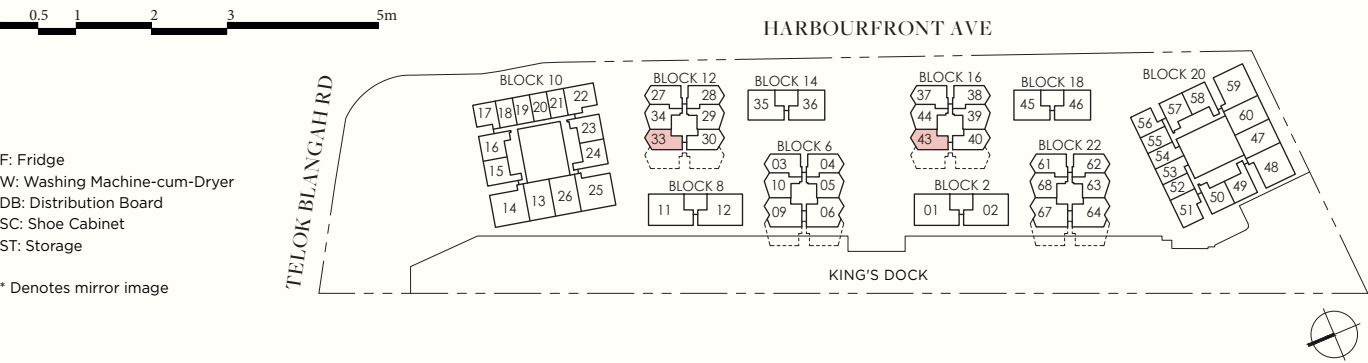 0.5 1 2 3 5m
HARBOURFRONT AVE
TELOK BLANGAH RD
F: Fridge
W: Washing Machine-cum-Dryer
DB: Distribution Board
SC: Shoe Cabinet
ST: Storage
* Denotes mirror image
BLOCK 10
17 18 19 20 21 22
16 23
15 24
14 13 26 25
BLOCK 12
27 28
34 29
33 30
BLOCK 14
35 36
BLOCK 6
03 04
10 05
09 06
BLOCK 8
11 12
BLOCK 16
37 38
44 39
43 40
BLOCK 18
45 46
BLOCK 2
01 02
BLOCK 22
61 62
68 63
67 64
BLOCK 20
59
58
57
56
60
55
47
54
53
48
52
49
50
51
KING'S DOCK